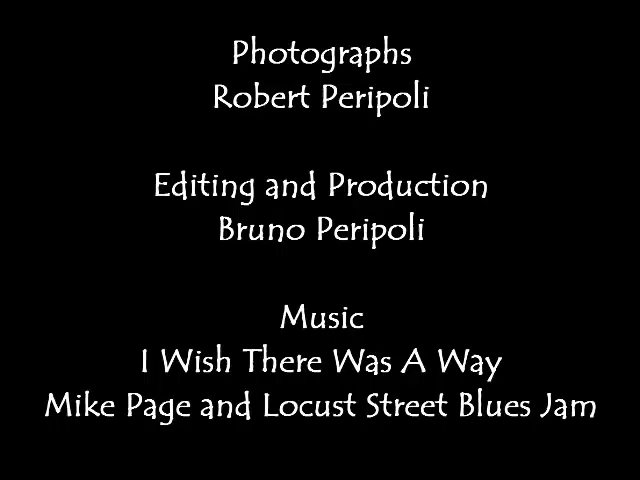 Photographs
Robert Peripoli
Editing and Production
Bruno Peripoli
Music
I Wish There Was A Way
Mike Page and Locust Street Blues Jam